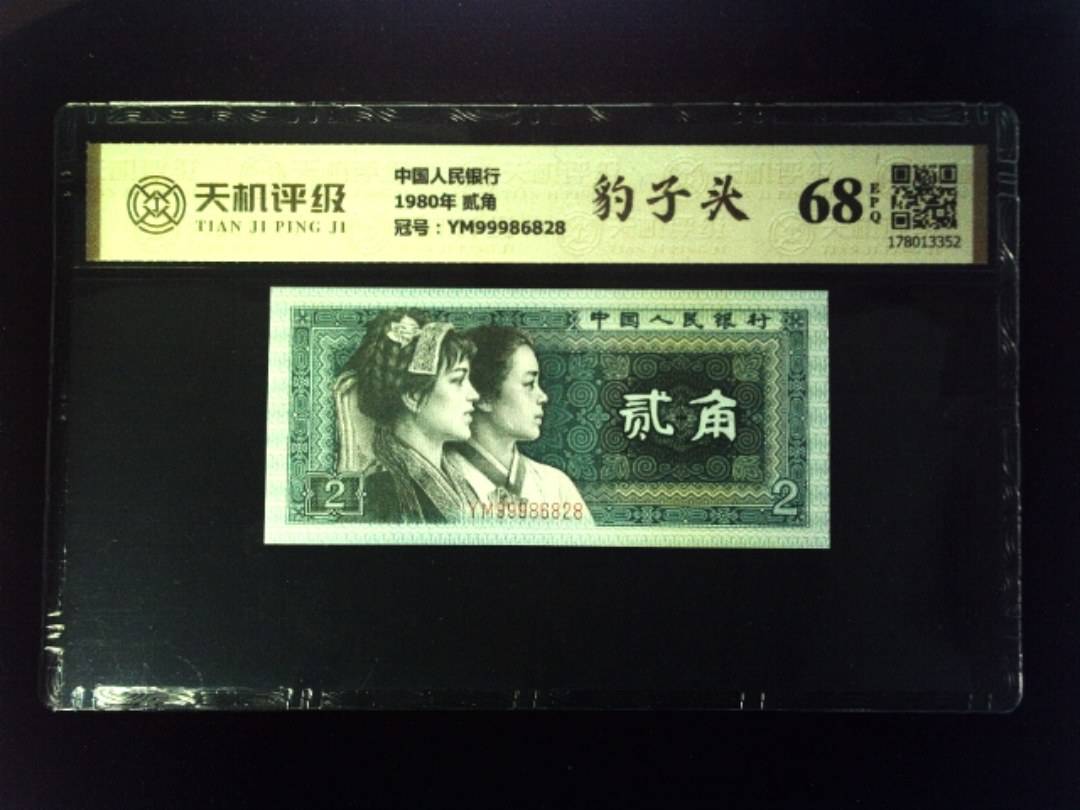 天机评级
TIAN JI PING JI
中国人民银行
1980年 贰角
冠号：YM99986828
豹子头
68
EPQ
178013352
中国人民银行
贰角
2
YM99986828
2